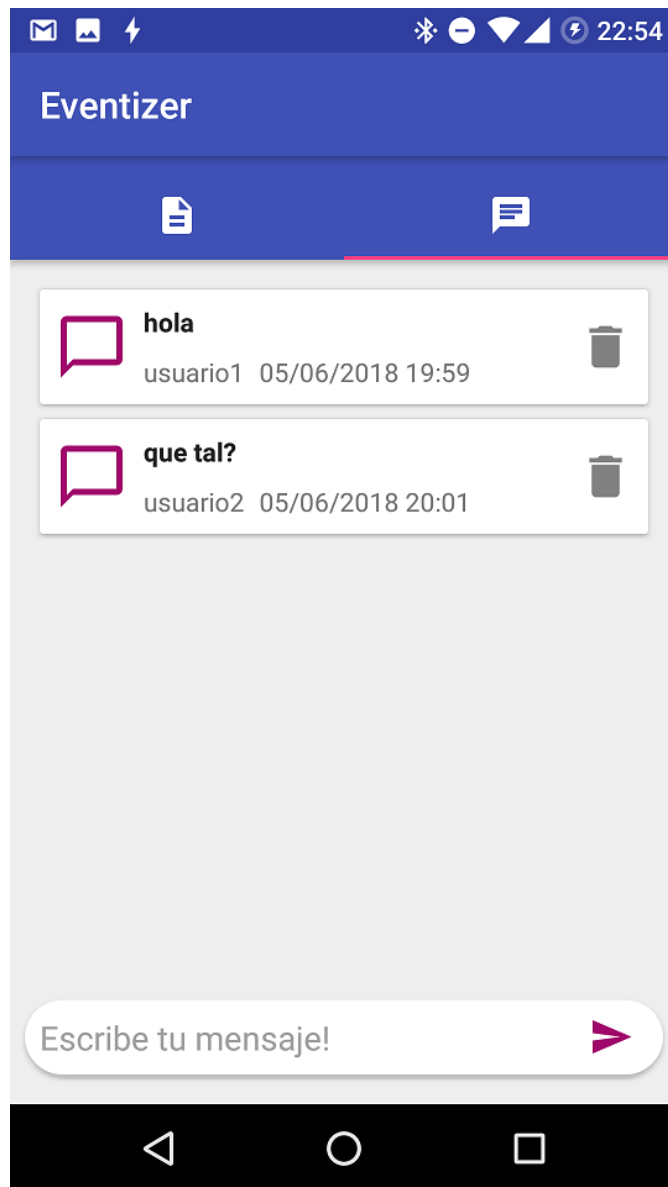 22:54
Eventizer
hola
usuario1 05/06/2018 19:59
que tal?
usuario2 05/06/2018 20:01
Escribe tu mensaje!